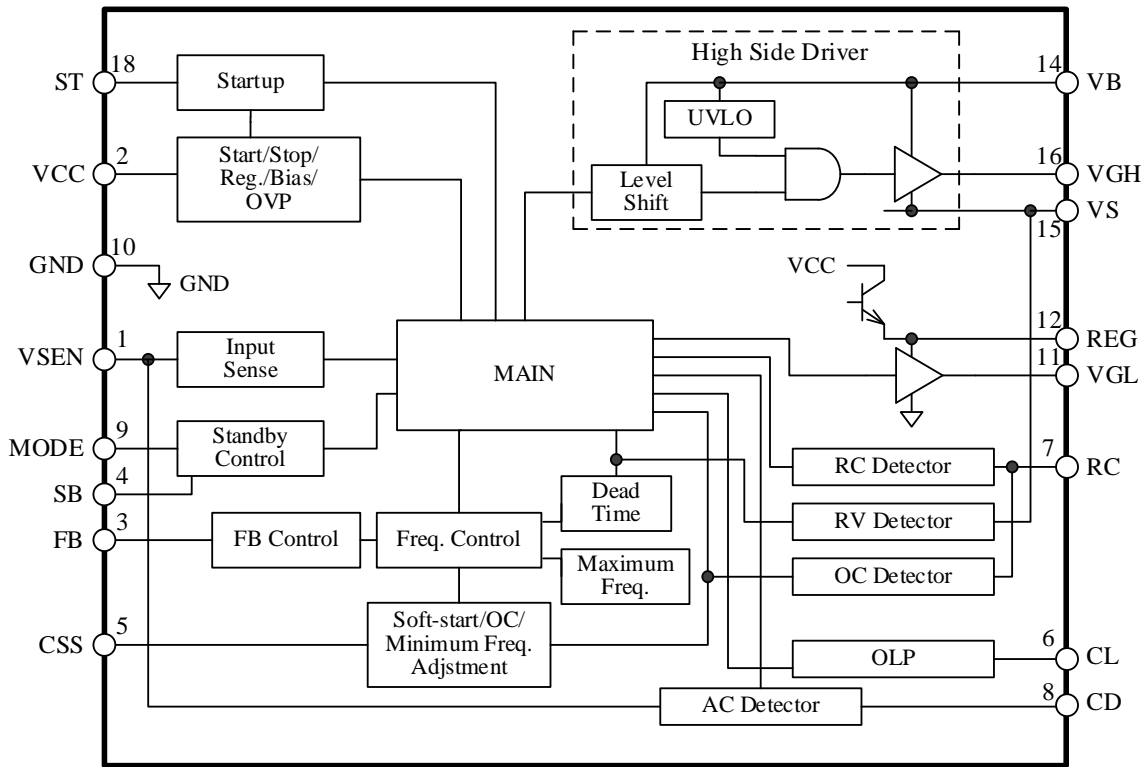 High Side Driver
18
ST
Startup
14
VB
UVLO
2
VCC
Start/Stop/
Reg./Bias/
OVP
16
VGH
Level
Shift
VS
15
10
GND
GND
VCC
12
REG
1
VSEN
Input
Sense
MAIN
11
VGL
9
MODE
Standby
Control
7
RC
RC Detector
4
SB
Dead
Time
3
FB
FB Control
Freq. Control
RV Detector
Maximum
Freq.
OC Detector
5
CSS
Soft-start/OC/
Minimum Freq.
Adjstment
OLP
6
CL
AC Detector
8
CD